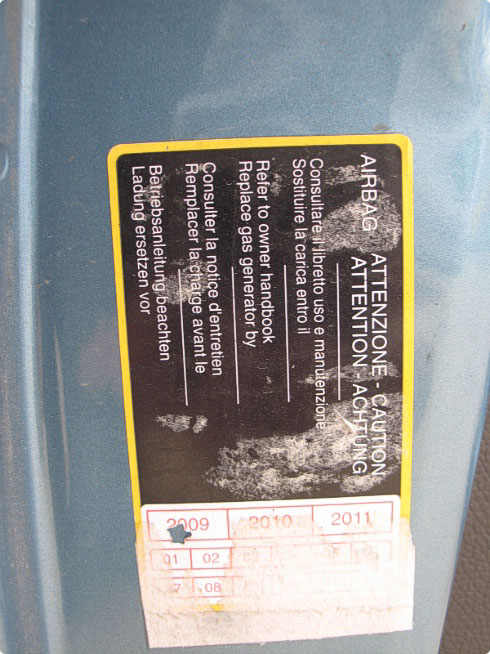 AIRBAG ATTENZIONE - CAUTION
ATTENTION - ACHTUNG
Consultare il libretto uso e manutenzione
Sostituire la carica entro il
Refer to owner handbook
Replace gas generator by
Consulter la notice d'entretien
Remplacer la charge avant le
Betriebsanleitung beachten
Ladung ersetzen vor
2009 2010 2011
01 02
7 08